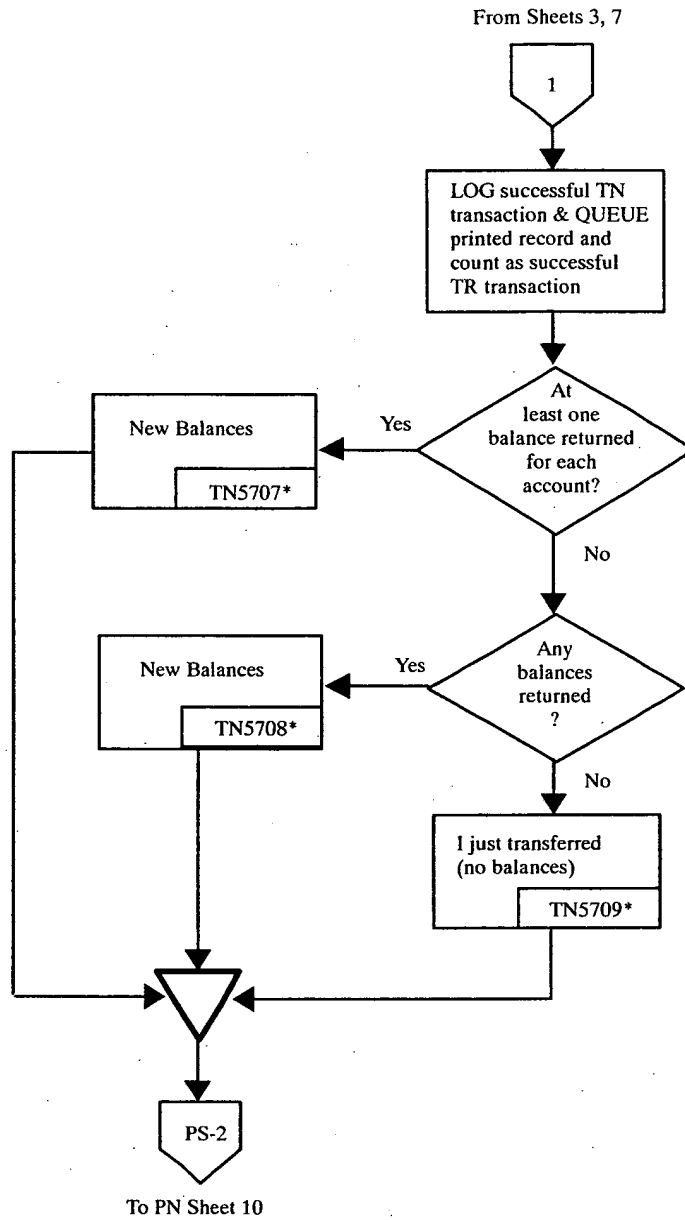 From Sheets 3, 7
1
LOG successful TN
transaction & QUEUE
printed record and
count as successful
TR transaction
At
least one
balance returned
for each
account?
Yes
New Balances
TN5707*
No
Any
balances
returned
?
Yes
New Balances
TN5708*
No
I just transferred
(no balances)
TN5709*
PS-2
To PN Sheet 10